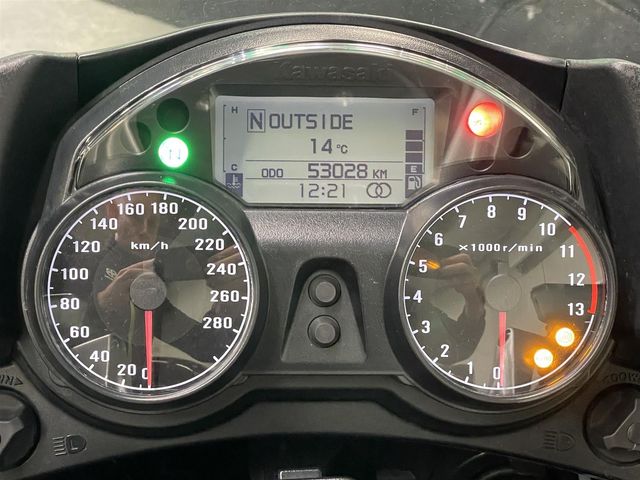 Kawasaki
H F
N OUTSIDE
14°C
C ODO 53028 KM E
12:21
N
160 180
140 200
120 km/h 220
100 240
80 260
60 280
40
20 0
7 8 9
6 10
×1000r/min 11
5 12
4 13
3
2
1 0